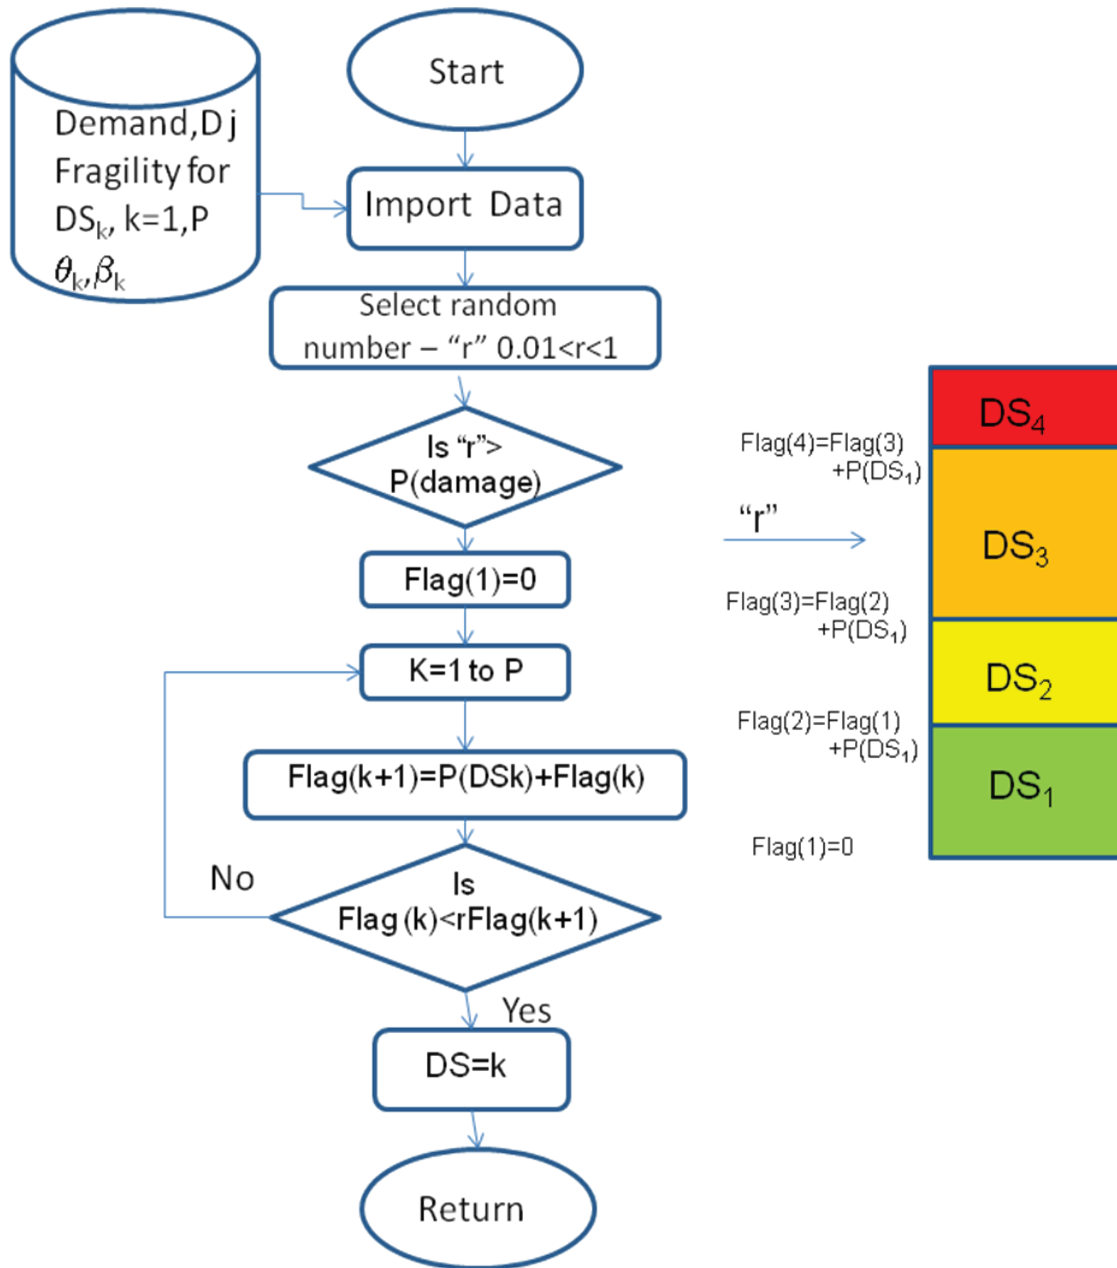 Start
Demand,Dj
Fragility for
DSk, k=1,P
θk,βk
Import Data
Select random
number – “r” 0.01<r<1
Is “r”>
P(damage)
Flag(1)=0
K=1 to P
Flag(k+1)=P(DSk)+Flag(k)
No
Is
Flag (k)<rFlag(k+1)
Yes
DS=k
Return
DS4
Flag(4)=Flag(3)
+P(DS1)
“r”
DS3
Flag(3)=Flag(2)
+P(DS1)
DS2
Flag(2)=Flag(1)
+P(DS1)
DS1
Flag(1)=0